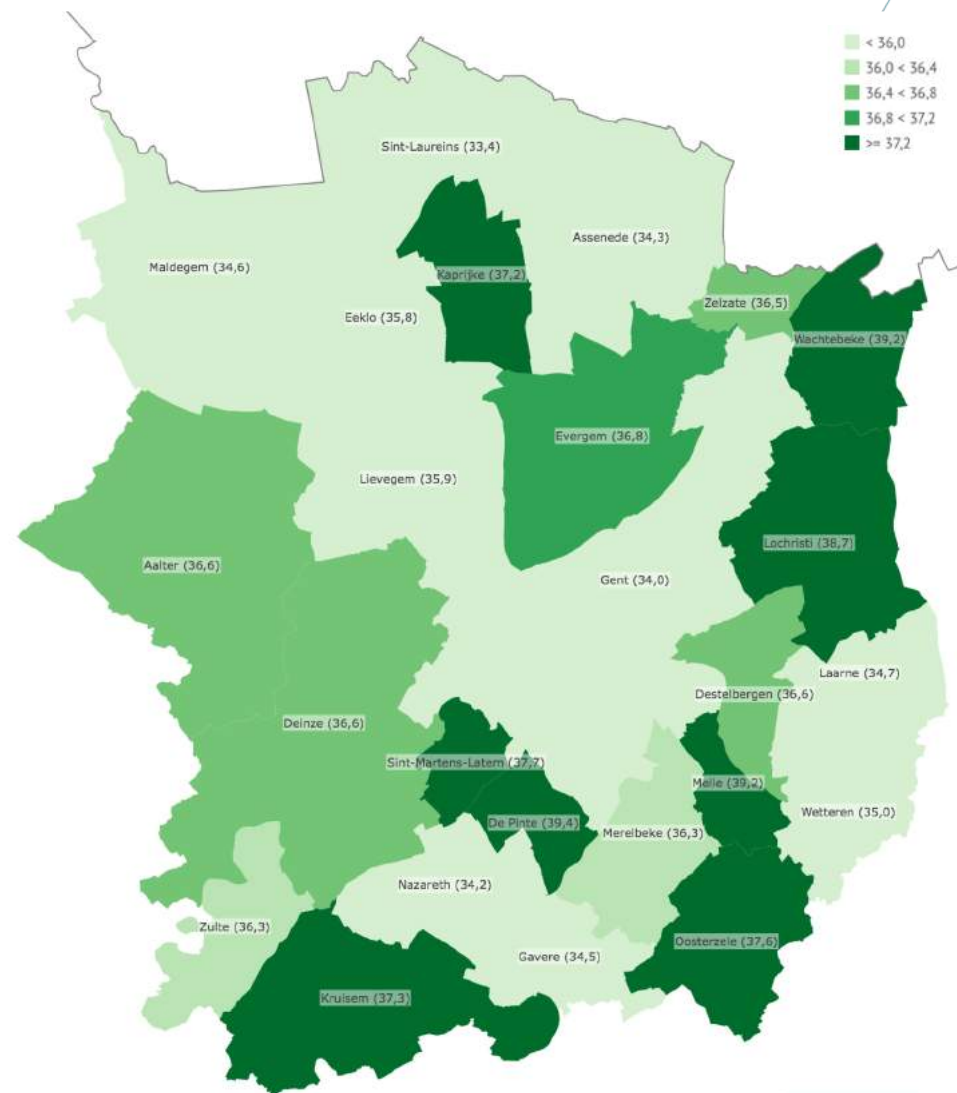 < 36,0
36,0 < 36,4
36,4 < 36,8
36,8 < 37,2
>= 37,2
Sint-Laureins (33,4)
Assenede (34,3)
Maldegem (34,6)
Kaprijke (37,2)
Zelzate (36,5)
Eeklo (35,8)
Wachtebeke (39,2)
Evergem (36,8)
Lievegem (35,9)
Lochristi (38,7)
Aalter (36,6)
Gent (34,0)
Laarne (34,7)
Destelbergen (36,6)
Deinze (36,6)
Sint-Martens-Latem (37,7)
Melle (39,2)
Wetteren (35,0)
De Pinte (39,4)
Merelbeke (36,3)
Nazareth (34,2)
Zulte (36,3)
Oosterzele (37,6)
Gavere (34,5)
Kruisem (37,3)